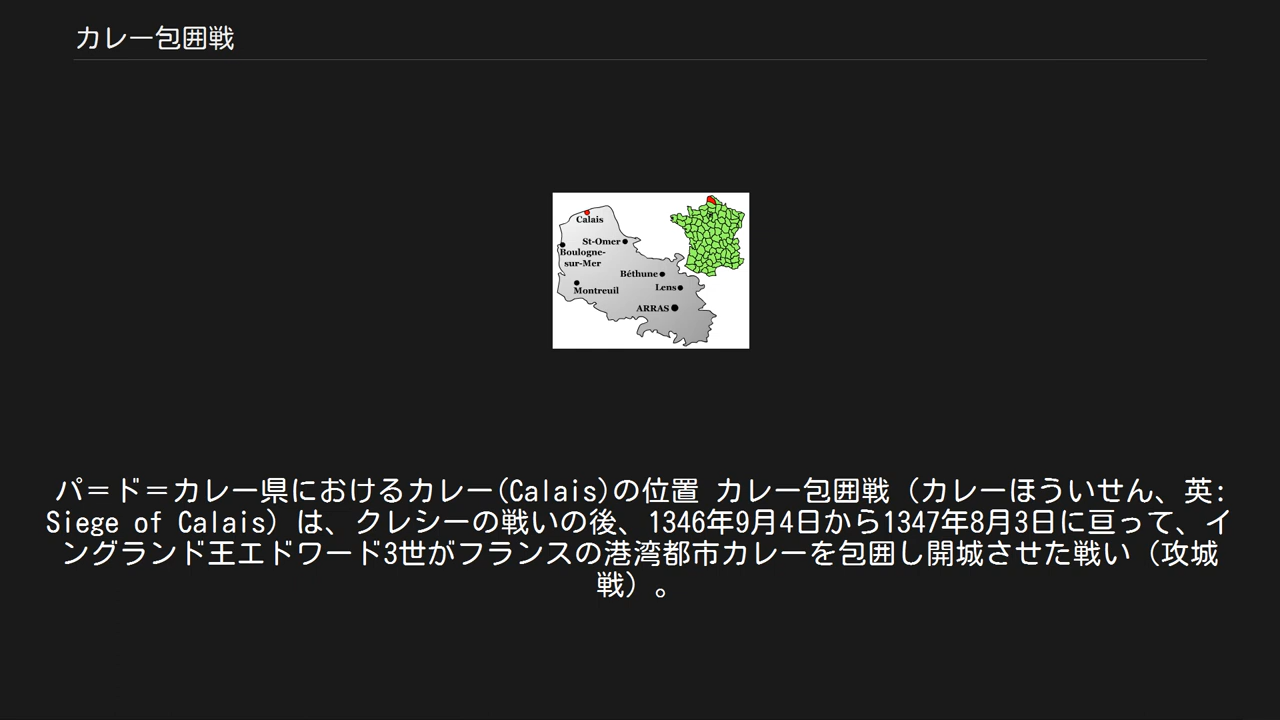 カレー包囲戦
Calais
St-Omer
Boulogne-
sur-Mer
Béthune
Lens
Montreuil
ARRAS
パ＝ド＝カレー県におけるカレー(Calais)の位置 カレー包囲戦（カレーほういせん、英:
Siege of Calais）は、クレシーの戦いの後、1346年9月4日から1347年8月3日に亘って、イ
ングランド王エドワード3世がフランスの港湾都市カレーを包囲し開城させた戦い（攻城
戦）。